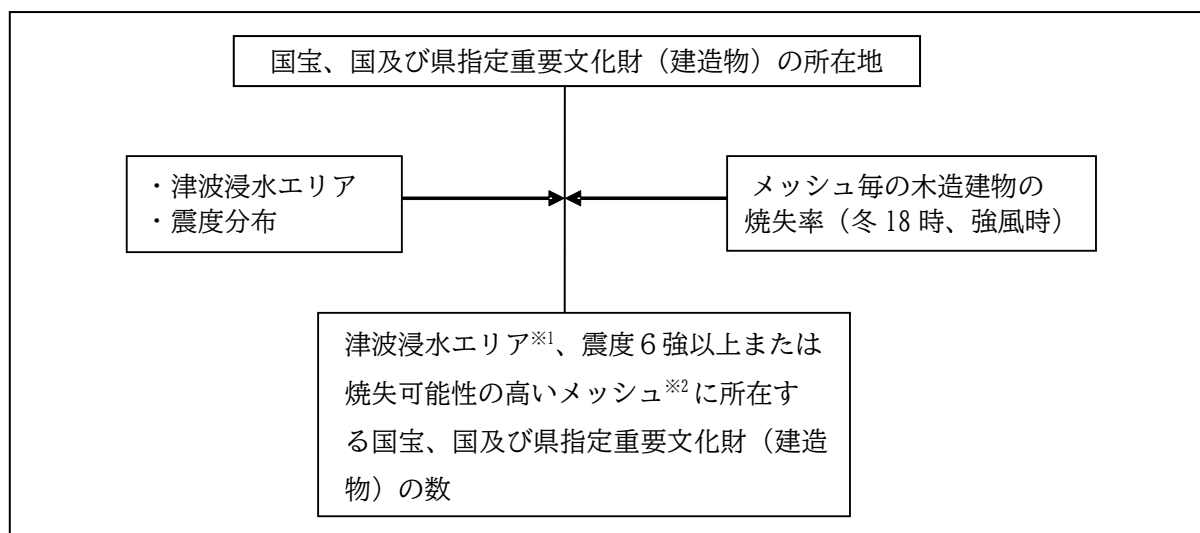 国宝、国及び県指定重要文化財（建造物）の所在地
・津波浸水エリア
・震度分布
メッシュ毎の木造建物の
焼失率（冬 18 時、強風時）
津波浸水エリア※1、震度６強以上または
焼失可能性の高いメッシュ※2 に所在す
る国宝、国及び県指定重要文化財（建造
物）の数